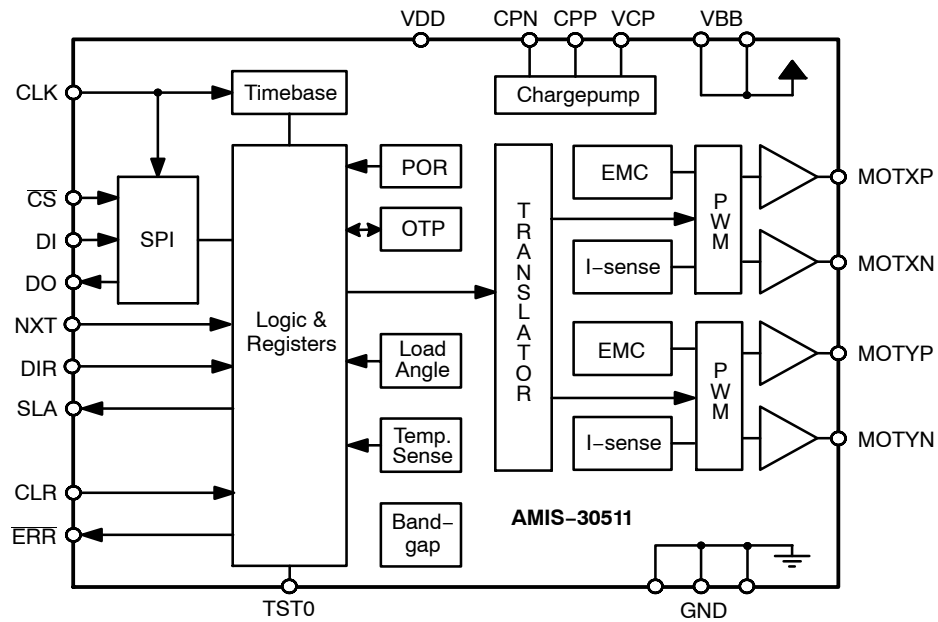 VDD
CPN
CPP
VCP
VBB
CLK
Timebase
Chargepump
CS
DI
DO
SPI
POR
OTP
NXT
DIR
SLA
CLR
ERR
Logic &
Registers
Load
Angle
Temp.
Sense
Band-
gap
TRANSLATOR
EMC
I-sense
PWM
MOTXP
MOTXN
EMC
I-sense
PWM
MOTYP
MOTYN
AMIS-30511
TST0
GND